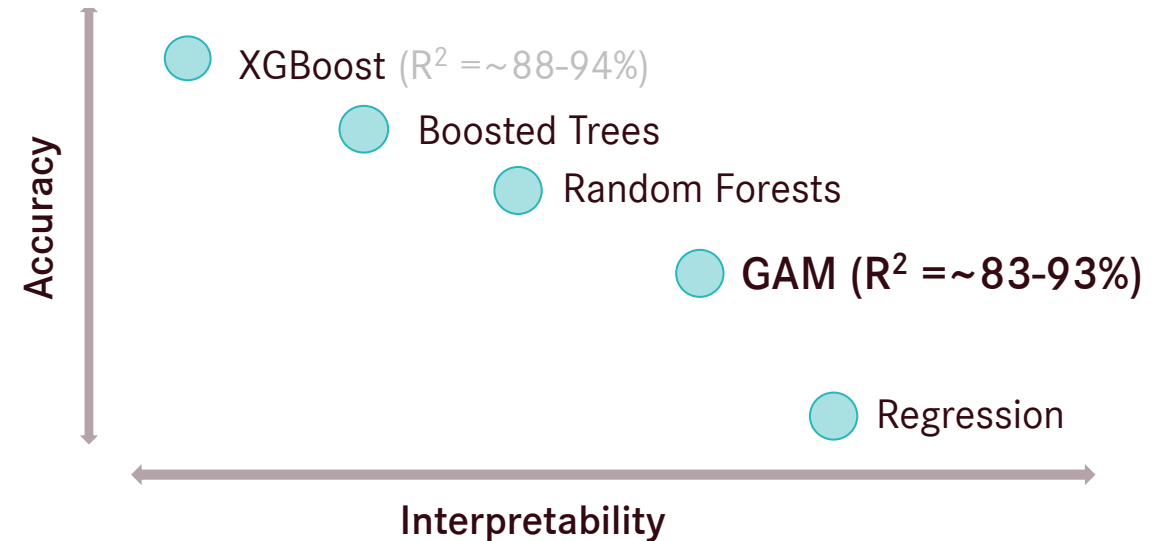 XGBoost (R² =~88-94%)
Boosted Trees
Random Forests
GAM (R² =~83-93%)
Regression
Accuracy
Interpretability